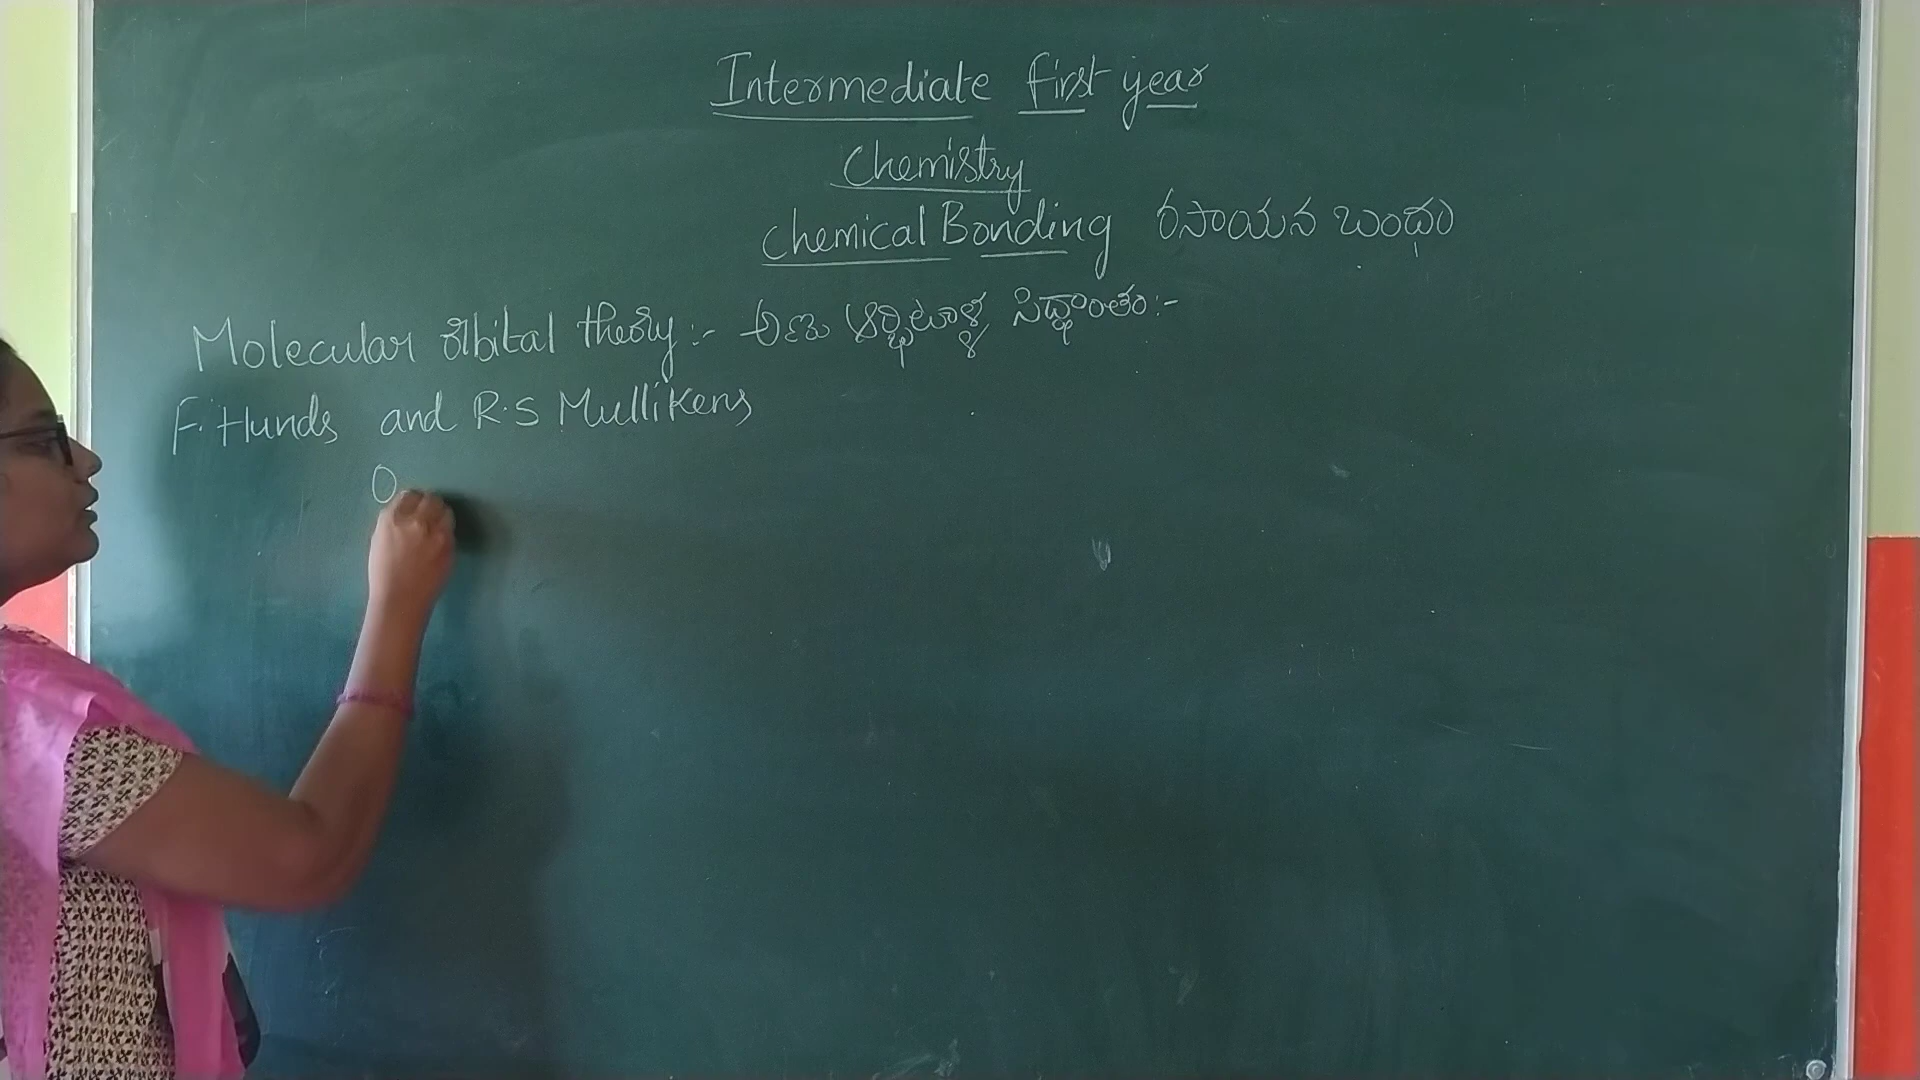 Intermediate first year
Chemistry
Chemical Bonding రసాయన బంధం
Molecular orbital theory:- అణు ఆర్బిటాళ్ళ సిద్ధాంతం:-
F. Hunds and R.S Mullikens
O